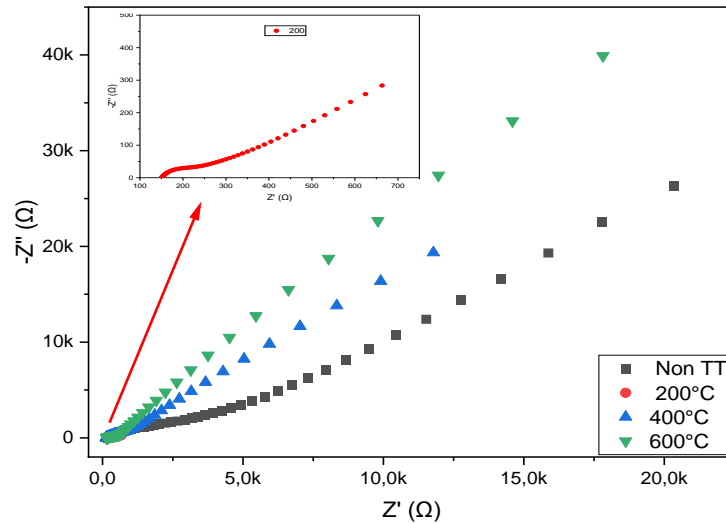 500
400
300
200
100
0
-Z" (Ω)
200
100 200 300 400 500 600 700
Z' (Ω)
40k
30k
20k
10k
0
-Z" (Ω)
Non TT
200°C
400°C
600°C
0,0 5,0k 10,0k 15,0k 20,0k
Z' (Ω)